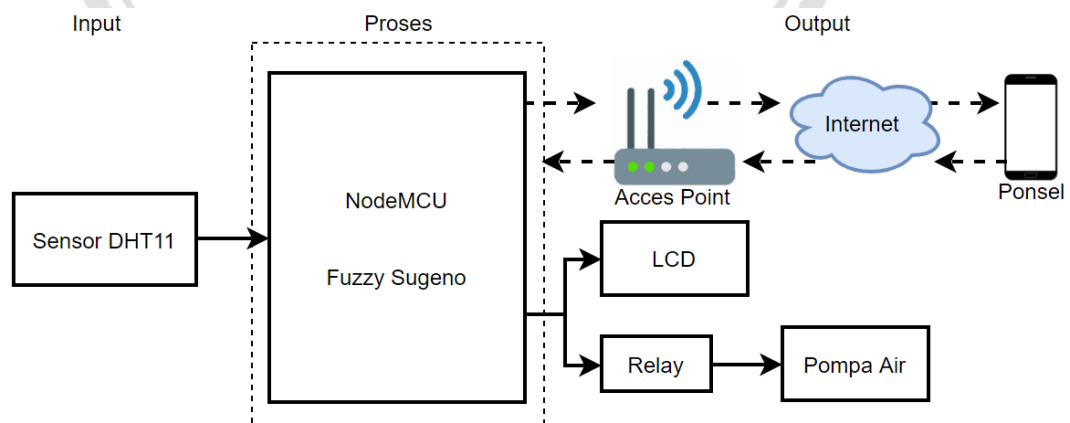 Input
Proses
Output
Internet
Acces Point
Ponsel
NodeMCU
Fuzzy Sugeno
Sensor DHT11
LCD
Relay
Pompa Air